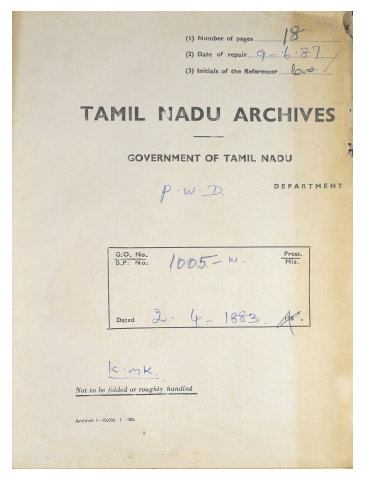 (1) Number of pages 18
(2) Date of repair 9-6-87
(3) Initials of the Referencer
TAMIL NADU ARCHIVES
GOVERNMENT OF TAMIL NADU
P.W.D. DEPARTMENT
G.O. No. 1005-W. Press.
B.P. No. Mis.
Dated 2-4-1883
K.MK.
Not to be folded or roughly handled